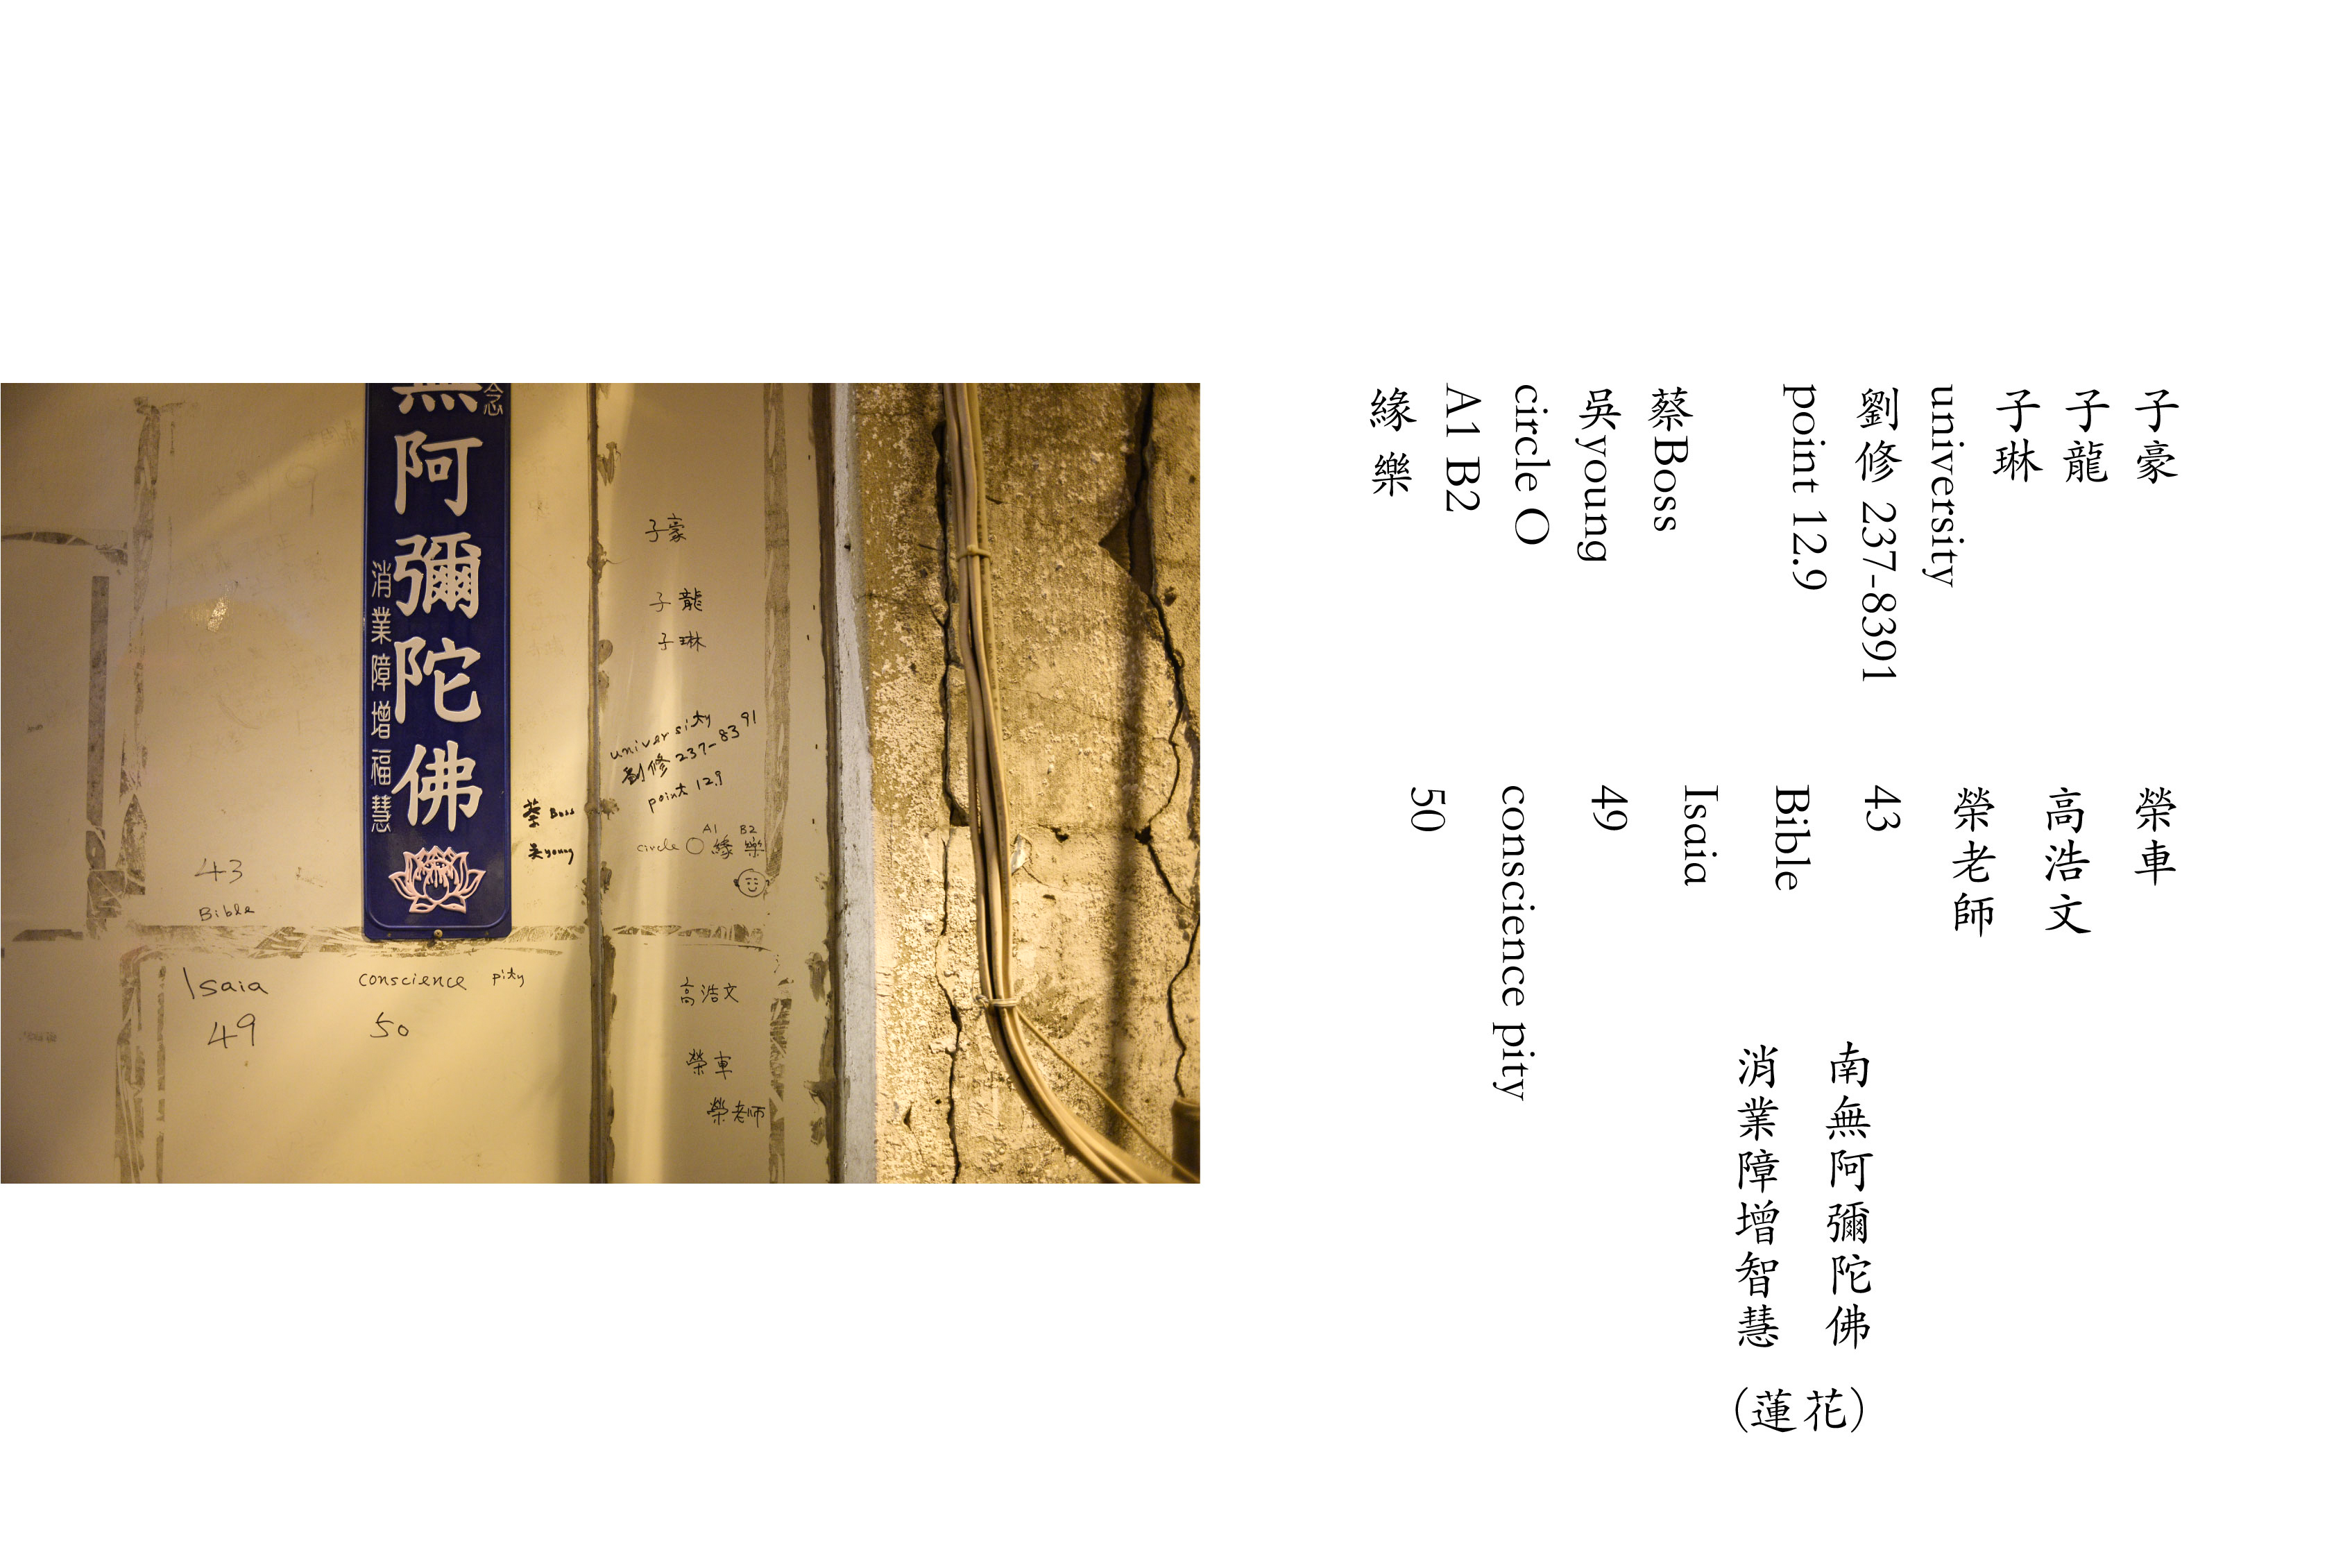 念
無阿彌陀佛
消業障增福慧
子豪
子龍
子琳
university
劉修 237-8391
point 12.9
蔡Boss
吳young
A1 B2
circle ○ 緣 樂
43
Bible
Isaia
49
conscience pity
50
高浩文
榮車
榮老師
子豪
子龍
子琳
university
劉修 237-8391
point 12.9
蔡Boss
吳young
circle O
A1 B2
緣 樂
榮車
高浩文
榮老師
43
Bible
Isaia
49
conscience pity
50
南無阿彌陀佛
消業障增智慧
(蓮花)